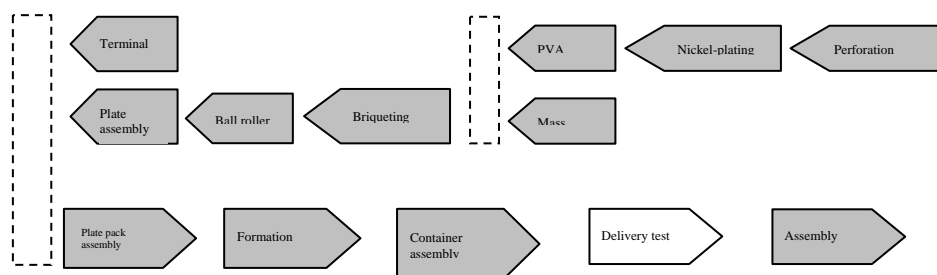 Terminal
PVA
Nickel-plating
Perforation
Plate
assembly
Ball roller
Briqueting
Mass
Plate pack
assembly
Formation
Container
assembly
Delivery test
Assembly